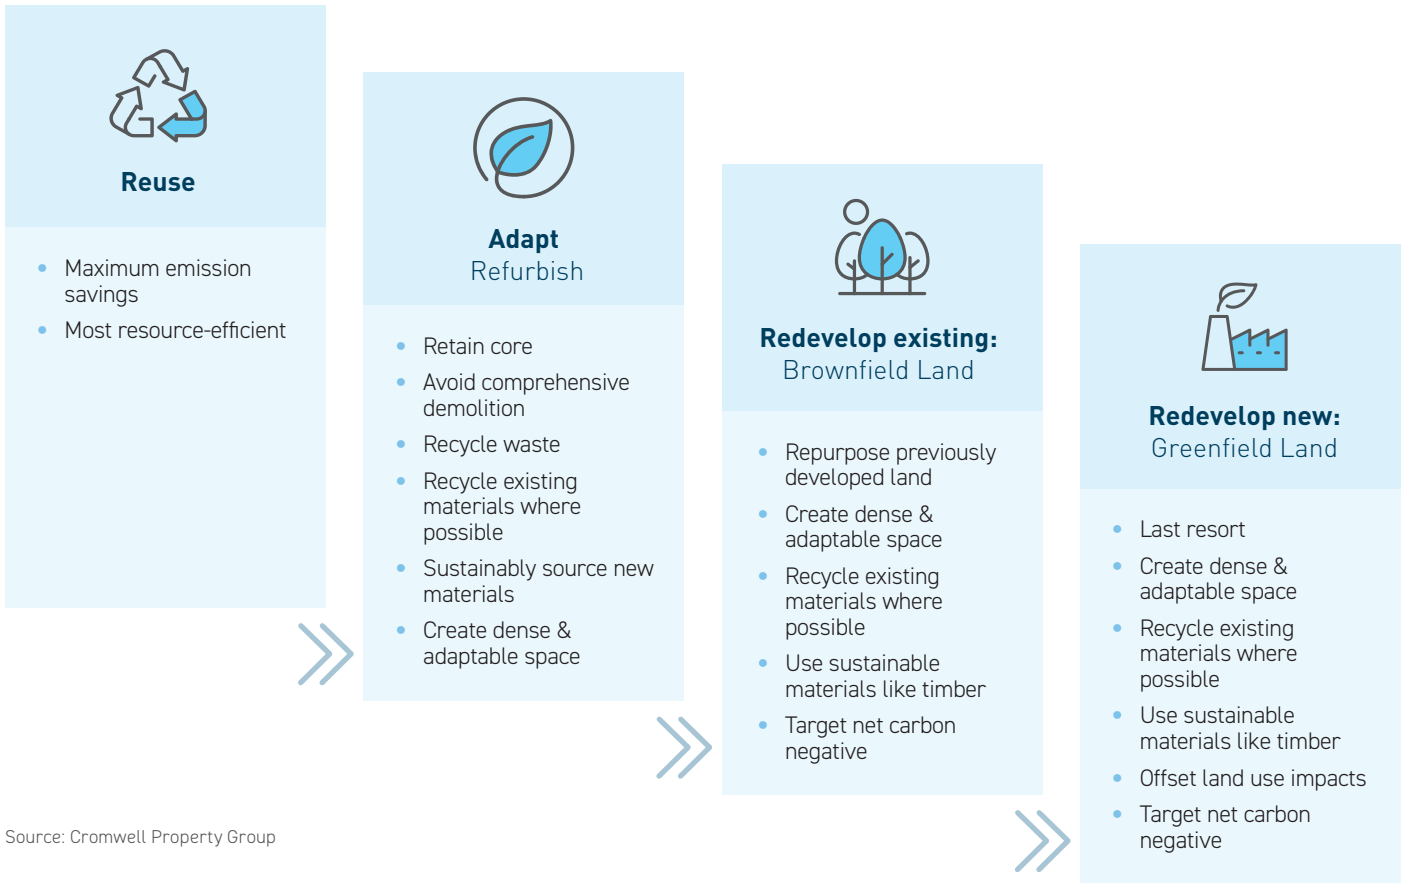 Reuse
• Maximum emission
savings
• Most resource-efficient
Adapt
Refurbish
• Retain core
• Avoid comprehensive
demolition
• Recycle waste
• Recycle existing
materials where
possible
• Sustainably source new
materials
• Create dense &
adaptable space
Redevelop existing:
Brownfield Land
• Repurpose previously
developed land
• Create dense &
adaptable space
• Recycle existing
materials where
possible
• Use sustainable
materials like timber
• Target net carbon
negative
Redevelop new:
Greenfield Land
• Last resort
• Create dense &
adaptable space
• Recycle existing
materials where
possible
• Use sustainable
materials like timber
• Offset land use impacts
• Target net carbon
negative
Source: Cromwell Property Group